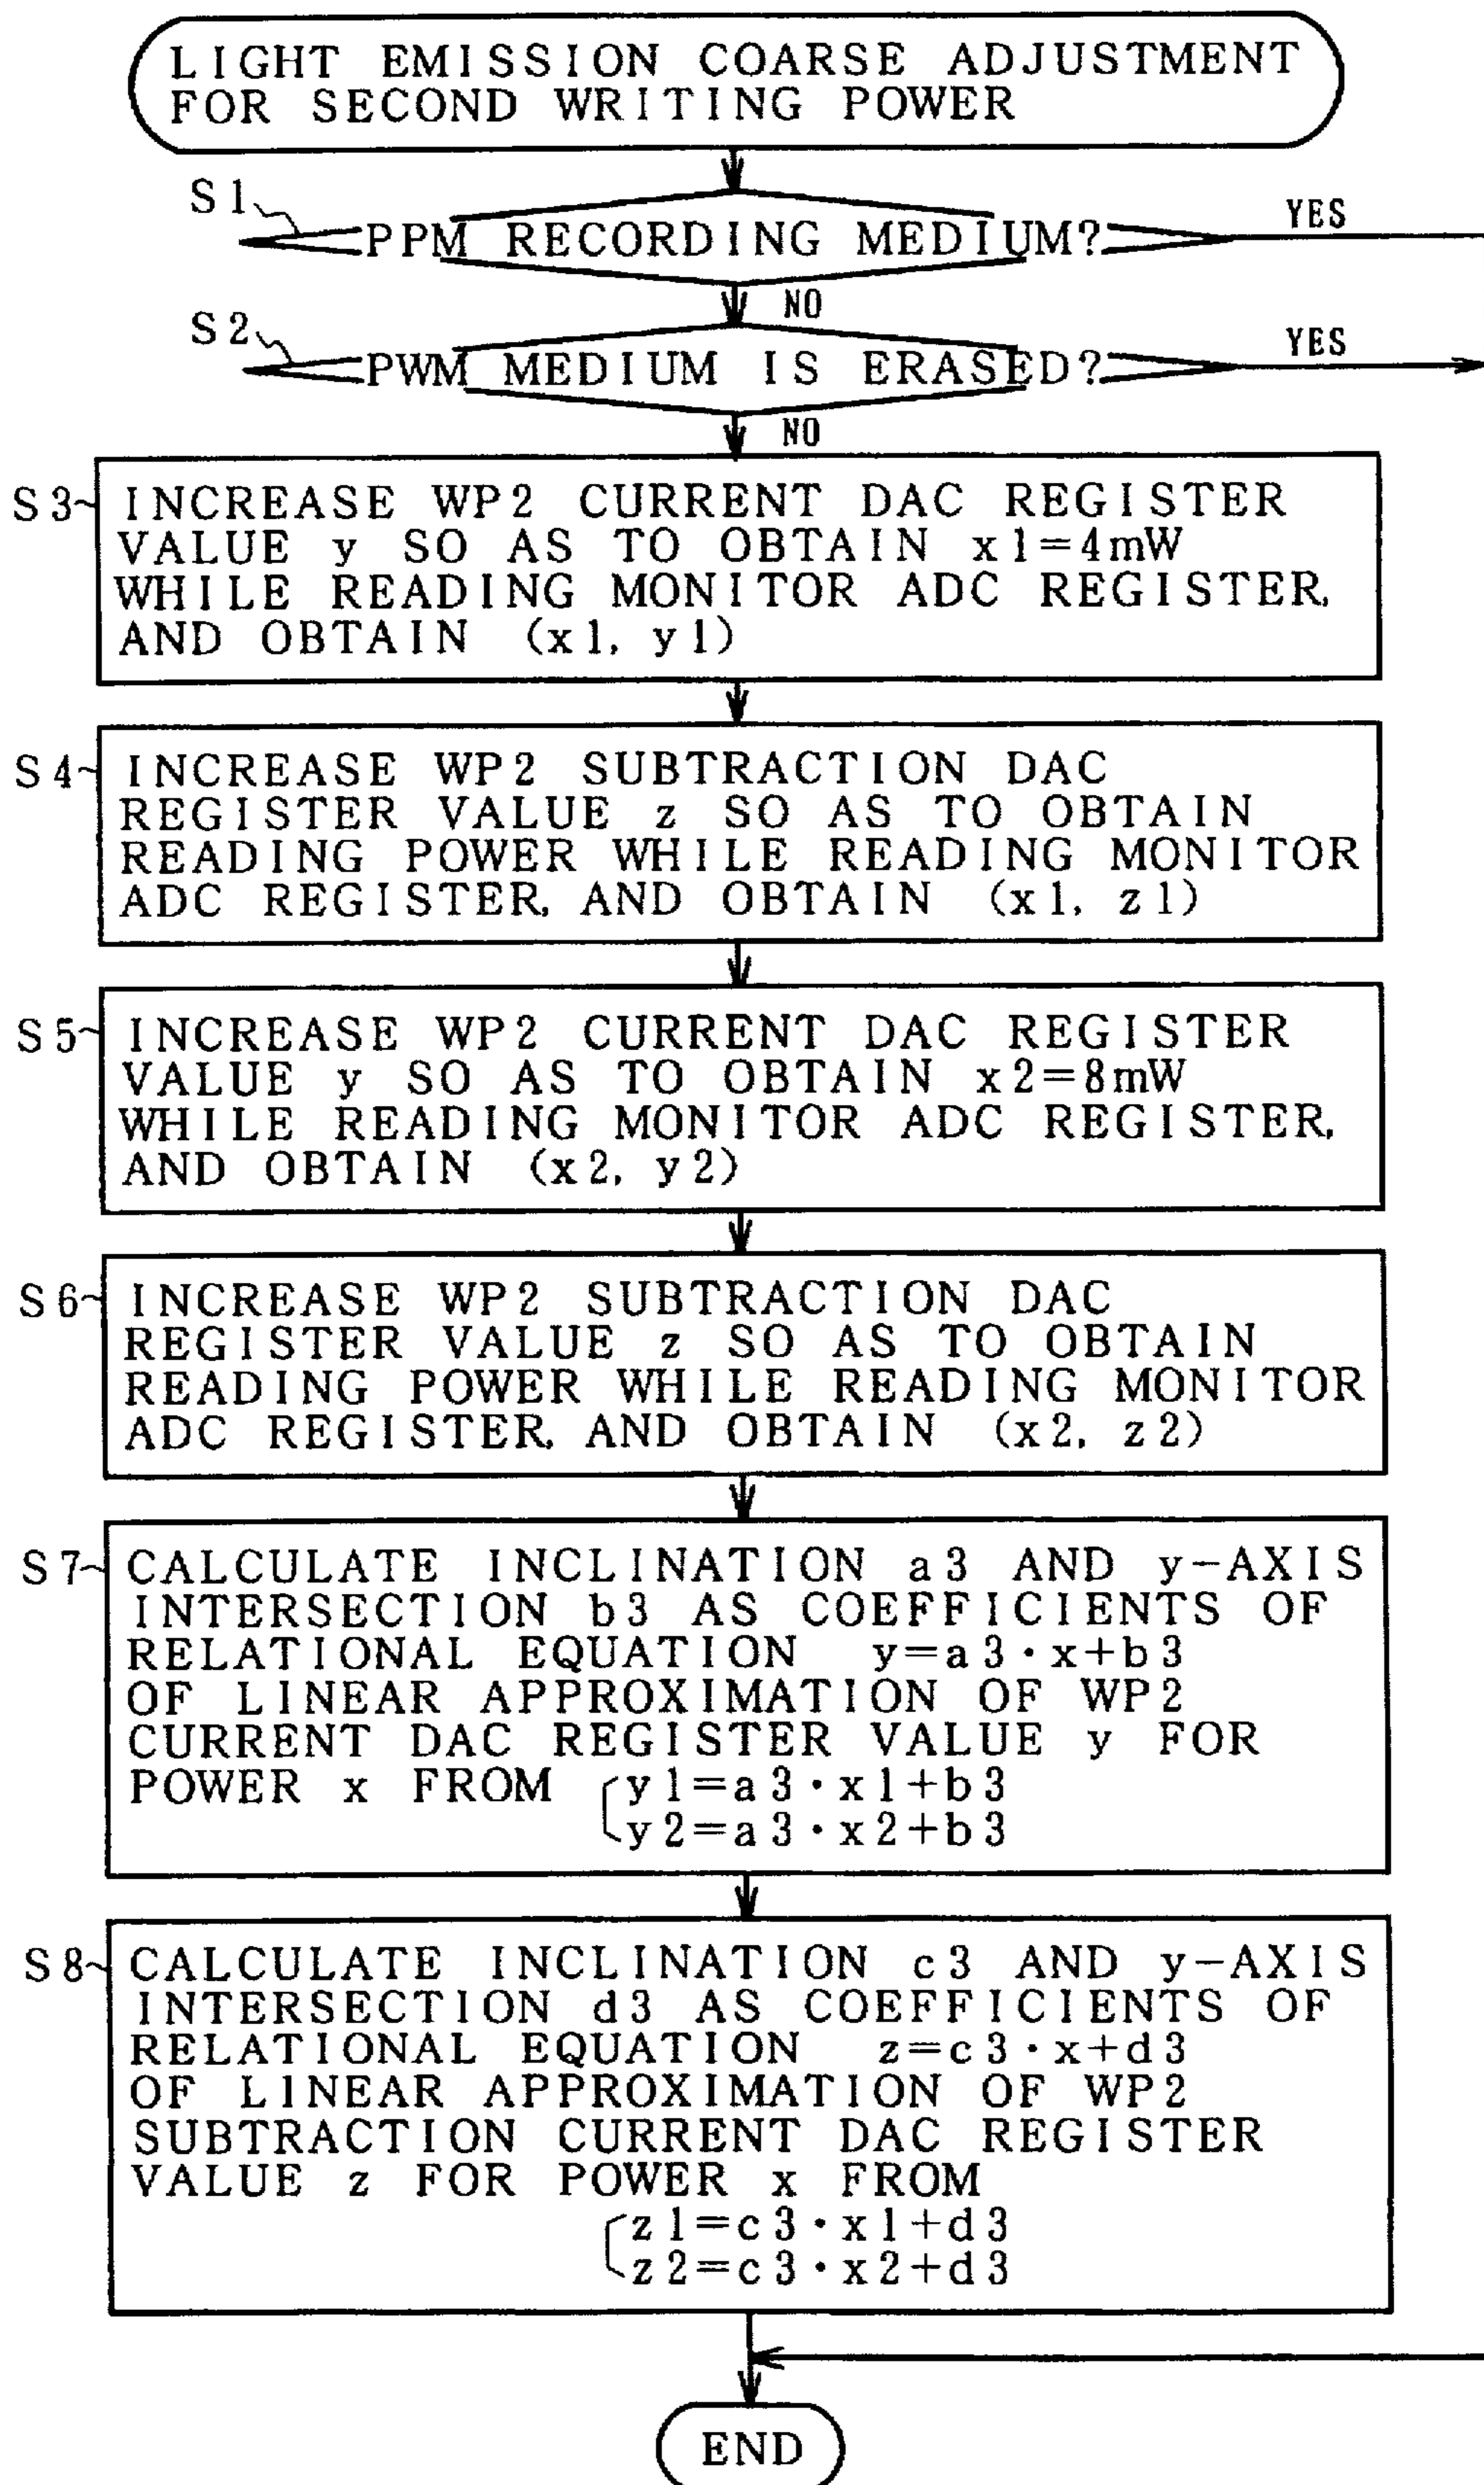 LIGHT EMISSION COARSE ADJUSTMENT
FOR SECOND WRITING POWER
S1
PPM RECORDING MEDIUM?
YES
NO
S2
PWM MEDIUM IS ERASED?
YES
NO
S3
INCREASE WP2 CURRENT DAC REGISTER
VALUE y SO AS TO OBTAIN x1=4mW
WHILE READING MONITOR ADC REGISTER,
AND OBTAIN (x1, y1)
S4
INCREASE WP2 SUBTRACTION DAC
REGISTER VALUE z SO AS TO OBTAIN
READING POWER WHILE READING MONITOR
ADC REGISTER, AND OBTAIN (x1, z1)
S5
INCREASE WP2 CURRENT DAC REGISTER
VALUE y SO AS TO OBTAIN x2=8mW
WHILE READING MONITOR ADC REGISTER,
AND OBTAIN (x2, y2)
S6
INCREASE WP2 SUBTRACTION DAC
REGISTER VALUE z SO AS TO OBTAIN
READING POWER WHILE READING MONITOR
ADC REGISTER, AND OBTAIN (x2, z2)
S7
CALCULATE INCLINATION a3 AND y-AXIS
INTERSECTION b3 AS COEFFICIENTS OF
RELATIONAL EQUATION y=a3·x+b3
OF LINEAR APPROXIMATION OF WP2
CURRENT DAC REGISTER VALUE y FOR
POWER x FROM y1=a3·x1+b3
y2=a3·x2+b3
S8
CALCULATE INCLINATION c3 AND y-AXIS
INTERSECTION d3 AS COEFFICIENTS OF
RELATIONAL EQUATION z=c3·x+d3
OF LINEAR APPROXIMATION OF WP2
SUBTRACTION CURRENT DAC REGISTER
VALUE z FOR POWER x FROM
z1=c3·x1+d3
z2=c3·x2+d3
END